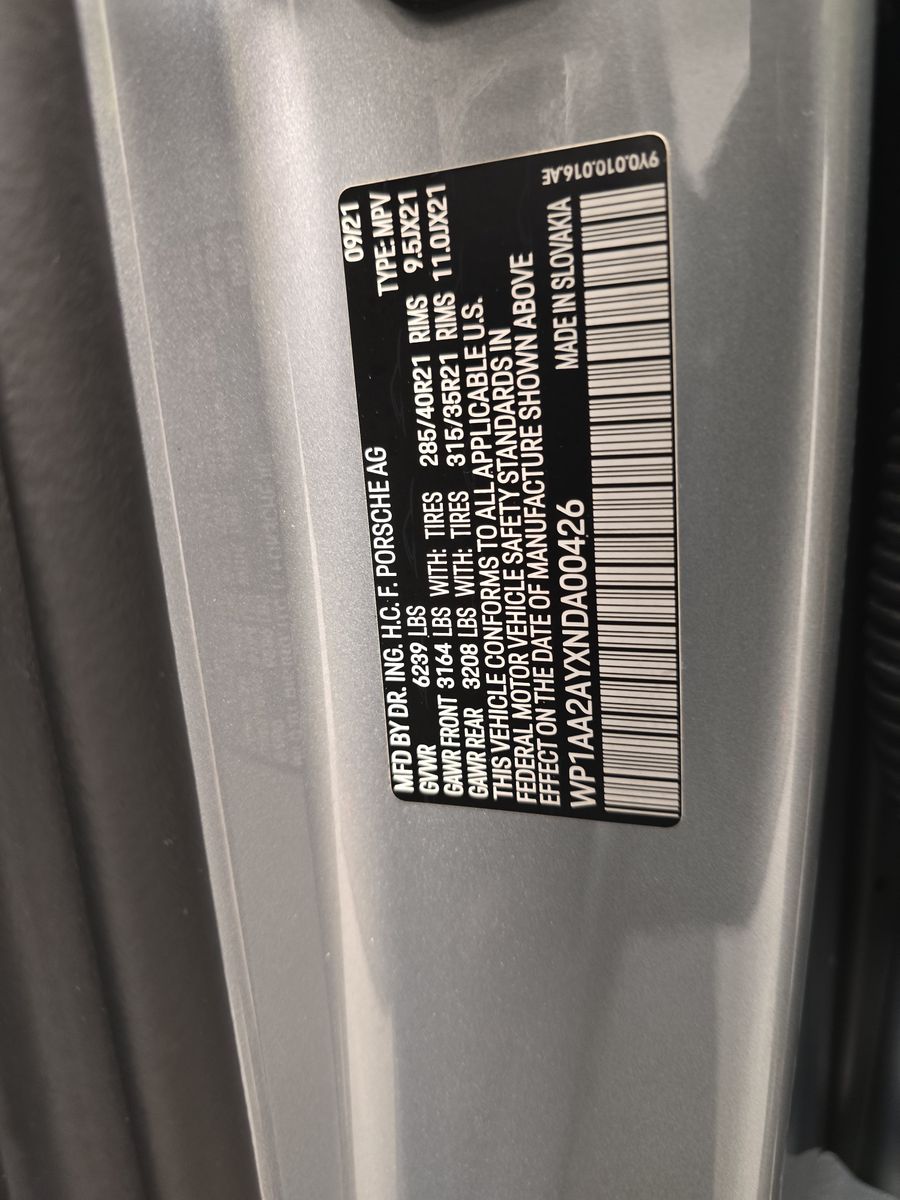 MFD BY DR. ING. H.C. F. PORSCHE AG 09/21
TYPE: MPV
GVWR 6239 LBS
GAWR FRONT 3164 LBS WITH: TIRES 285/40R21 RIMS 9.5JX21
GAWR REAR 3208 LBS WITH: TIRES 315/35R21 RIMS 11.0JX21
THIS VEHICLE CONFORMS TO ALL APPLICABLE U.S.
FEDERAL MOTOR VEHICLE SAFETY STANDARDS IN
EFFECT ON THE DATE OF MANUFACTURE SHOWN ABOVE
MADE IN SLOVAKIA
WP1AA2AYXNDA00426
9Y0.010.016.AE